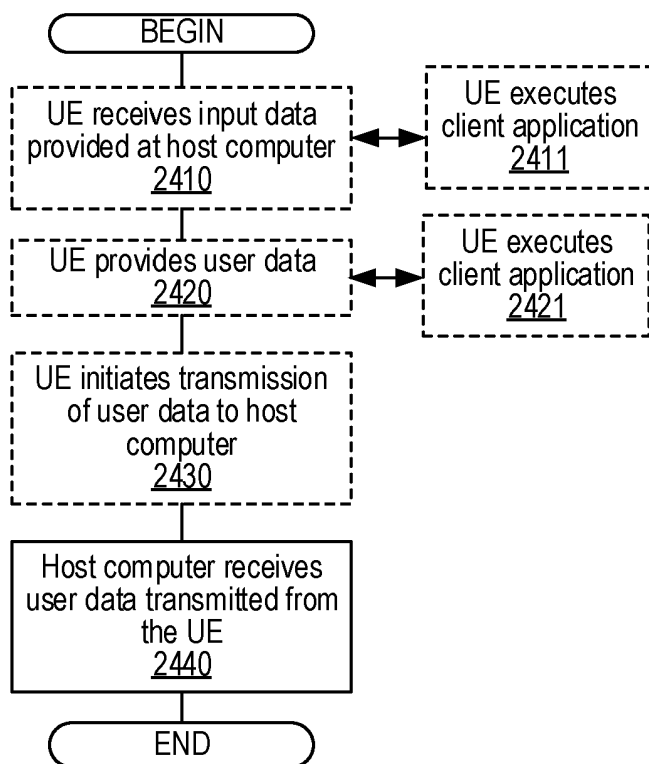 BEGIN
UE receives input data
provided at host computer
2410
UE executes
client application
2411
UE provides user data
2420
UE executes
client application
2421
UE initiates transmission
of user data to host
computer
2430
Host computer receives
user data transmitted from
the UE
2440
END